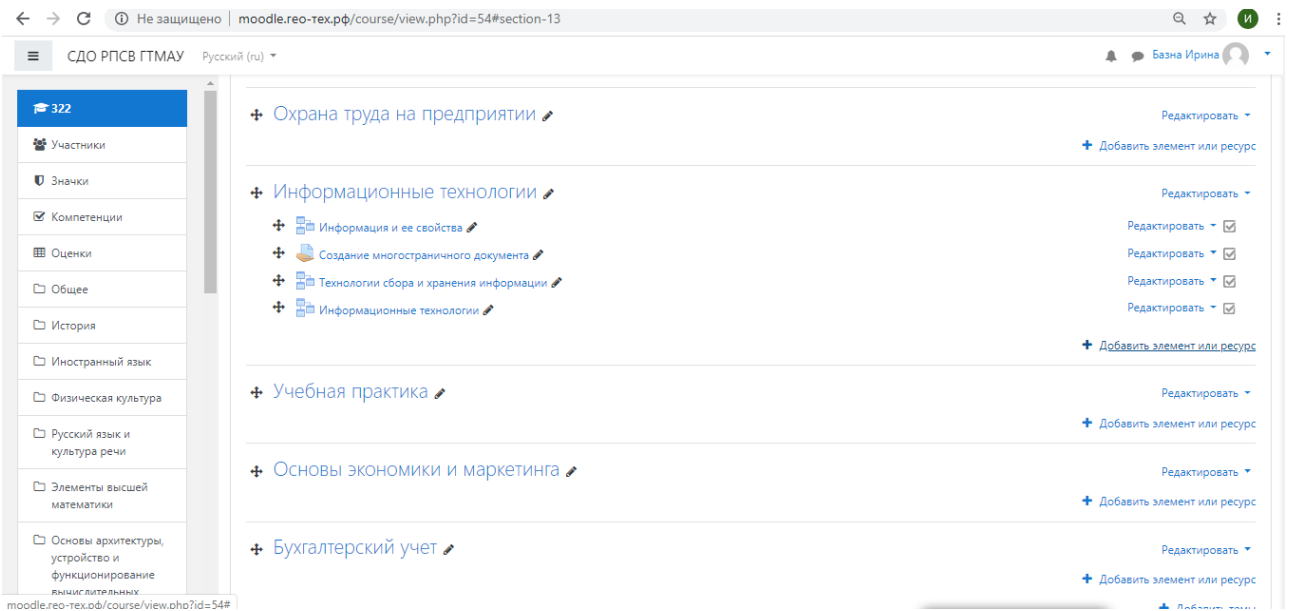 Не защищено | moodle.reo-тех.рф/course/view.php?id=54#section-13
И
СДО РПСВ ГТМАУ Русский (ru)
Базна Ирина
322
Участники
Значки
Компетенции
Оценки
Общее
История
Иностранный язык
Физическая культура
Русский язык и
культура речи
Элементы высшей
математики
Основы архитектуры,
устройство и
функционирование
вычислительных
Охрана труда на предприятии
Редактировать
Добавить элемент или ресурс
Информационные технологии
Редактировать
Информация и ее свойства
Редактировать
Создание многостраничного документа
Редактировать
Технологии сбора и хранения информации
Редактировать
Информационные технологии
Редактировать
Добавить элемент или ресурс
Учебная практика
Редактировать
Добавить элемент или ресурс
Основы экономики и маркетинга
Редактировать
Добавить элемент или ресурс
Бухгалтерский учет
Редактировать
Добавить элемент или ресурс
Добавить темы
moodle.reo-тех.рф/course/view.php?id=54#